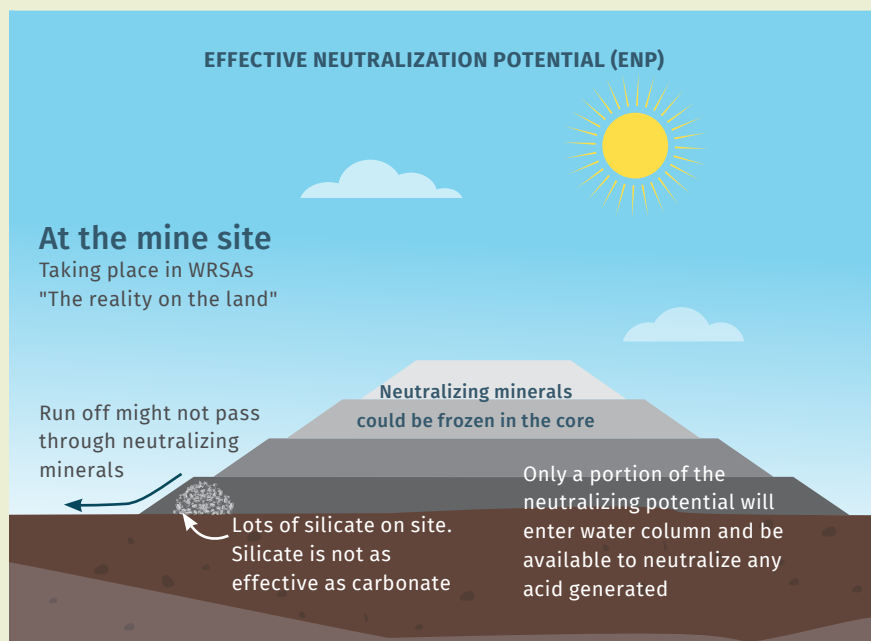 EFFECTIVE NEUTRALIZATION POTENTIAL (ENP)
At the mine site
Taking place in WRSAs
"The reality on the land"
Neutralizing minerals
could be frozen in the core
Run off might not pass
through neutralizing
minerals
Lots of silicate on site.
Silicate is not as
effective as carbonate
Only a portion of the
neutralizing potential will
enter water column and be
available to neutralize any
acid generated